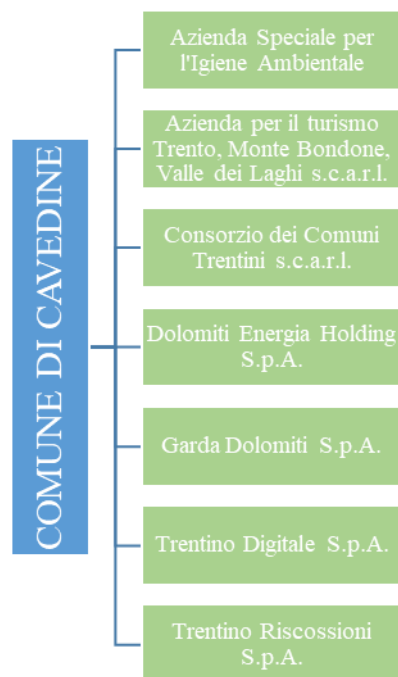 COMUNE DI CAVEDINE
Azienda Speciale per
l'Igiene Ambientale
Azienda per il turismo
Trento, Monte Bondone,
Valle dei Laghi s.c.a.r.l.
Consorzio dei Comuni
Trentini s.c.a.r.l.
Dolomiti Energia Holding
S.p.A.
Garda Dolomiti S.p.A.
Trentino Digitale S.p.A.
Trentino Riscossioni
S.p.A.